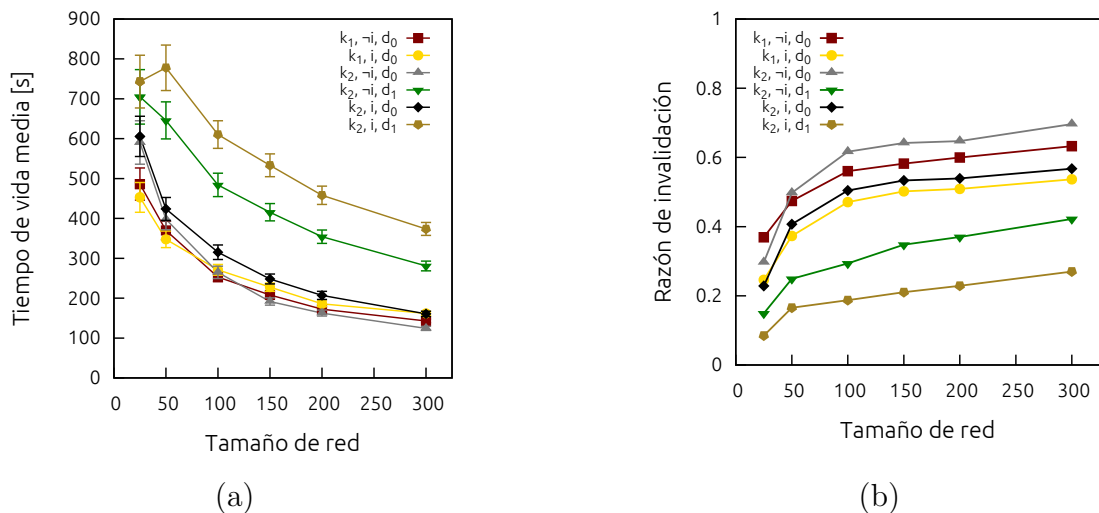 Tiempo de vida media [s]
900
800
700
600
500
400
300
200
100
0
k1, ¬i, d0
k1, i, d0
k2, ¬i, d0
k2, ¬i, d1
k2, i, d0
k2, i, d1
0 50 100 150 200 250 300
Tamaño de red
(a)
Razón de invalidación
1
0.8
0.6
0.4
0.2
0
k1, ¬i, d0
k1, i, d0
k2, ¬i, d0
k2, ¬i, d1
k2, i, d0
k2, i, d1
0 50 100 150 200 250 300
Tamaño de red
(b)